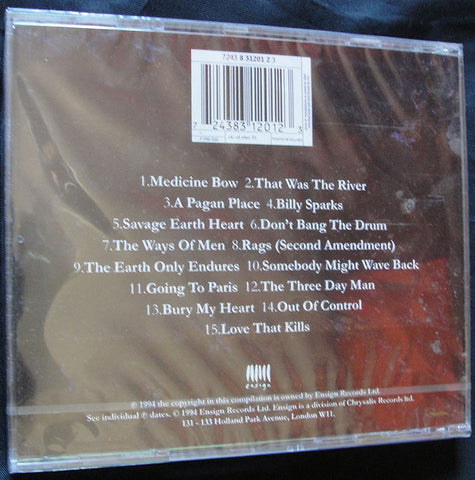 7243 8 31201 2 3
7 24383 12012 3
1.Medicine Bow 2.That Was The River
3.A Pagan Place 4.Billy Sparks
5.Savage Earth Heart 6.Don't Bang The Drum
7.The Ways Of Men 8.Rags (Second Amendment)
9.The Earth Only Endures 10.Somebody Might Wave Back
11.Going To Paris 12.The Three Day Man
13.Bury My Heart 14.Out Of Control
15.Love That Kills
ensign
℗ 1994 the copyright in this compilation is owned by Ensign Records Ltd.
See individual ℗ dates. © 1994 Ensign Records Ltd. Ensign is a division of Chrysalis Records ltd.
131 - 133 Holland Park Avenue, London W11.